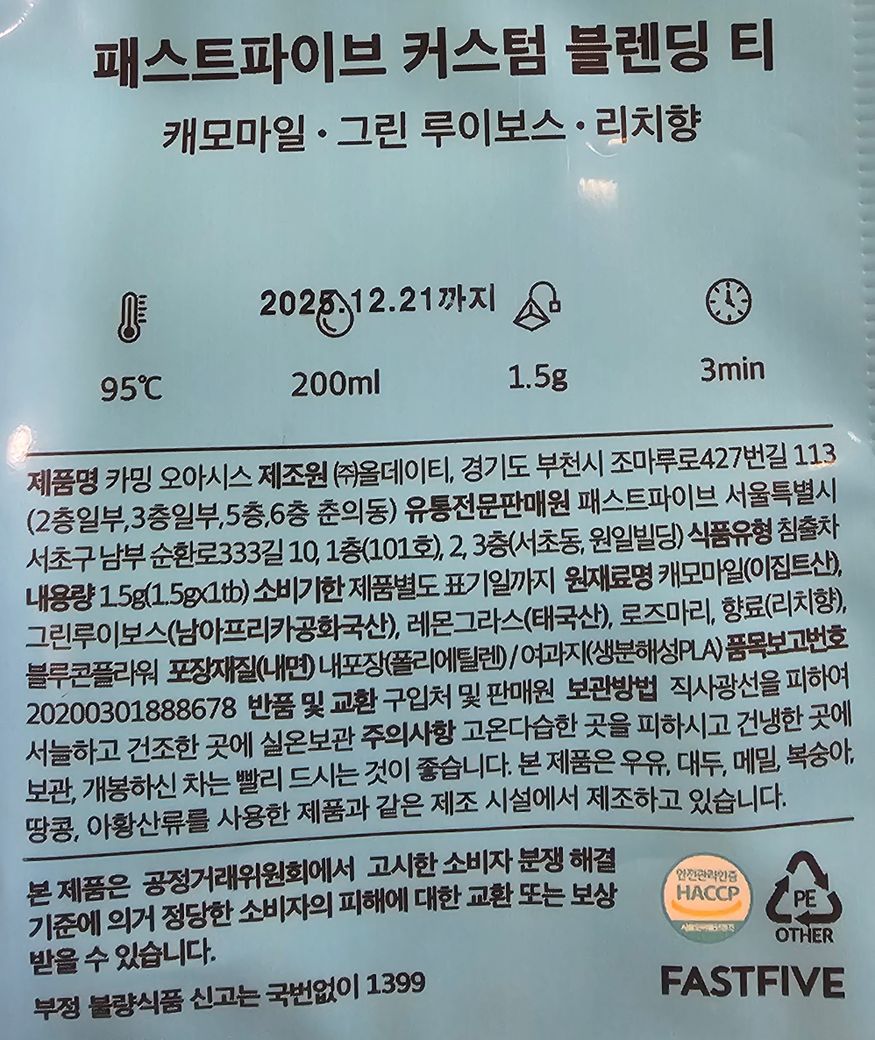 패스트파이브 커스텀 블렌딩 티
캐모마일 · 그린 루이보스 · 리치향
2025.12.21까지
95℃
200ml
1.5g
3min
제품명 카밍 오아시스 제조원 ㈜올데이티, 경기도 부천시 조마루로427번길 113
(2층일부,3층일부,5층,6층 춘의동) 유통전문판매원 패스트파이브 서울특별시
서초구 남부 순환로333길 10, 1층(101호), 2, 3층(서초동, 원일빌딩) 식품유형 침출차
내용량 1.5g(1.5gx1tb) 소비기한 제품별도 표기일까지 원재료명 캐모마일(이집트산),
그린루이보스(남아프리카공화국산), 레몬그라스(태국산), 로즈마리, 향료(리치향),
블루콘플라워 포장재질(내면) 내포장(폴리에틸렌) / 여과지(생분해성PLA) 품목보고번호
20200301888678 반품 및 교환 구입처 및 판매원 보관방법 직사광선을 피하여
서늘하고 건조한 곳에 실온보관 주의사항 고온다습한 곳을 피하시고 건냉한 곳에
보관, 개봉하신 차는 빨리 드시는 것이 좋습니다. 본 제품은 우유, 대두, 메밀, 복숭아,
땅콩, 아황산류를 사용한 제품과 같은 제조 시설에서 제조하고 있습니다.
본 제품은 공정거래위원회에서 고시한 소비자 분쟁 해결
기준에 의거 정당한 소비자의 피해에 대한 교환 또는 보상
받을 수 있습니다.
부정 불량식품 신고는 국번없이 1399
안전관리인증
HACCP
PE
OTHER
FASTFIVE